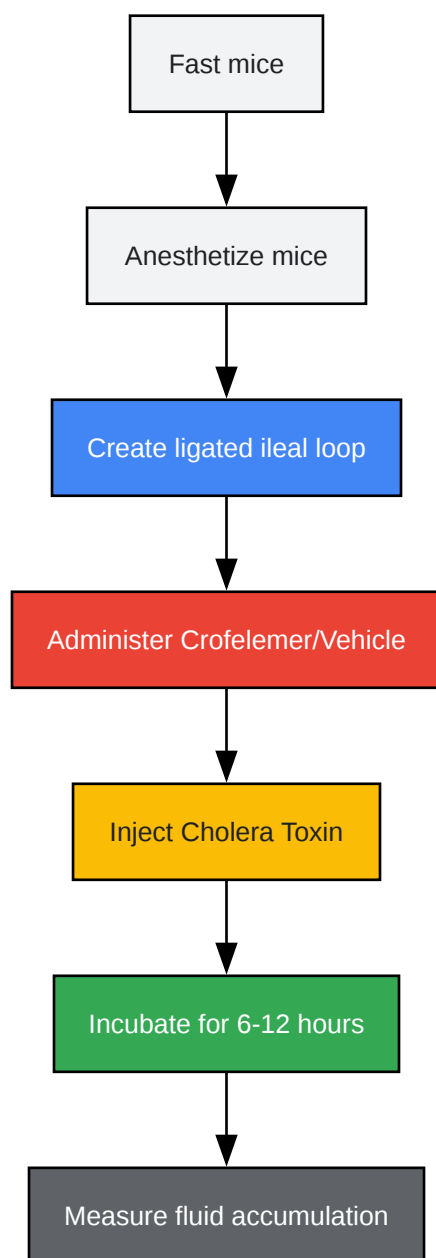 Fast mice
Anesthetize mice
Create ligated ileal loop
Administer Crofelemer/Vehicle
Inject Cholera Toxin
Incubate for 6-12 hours
Measure fluid accumulation